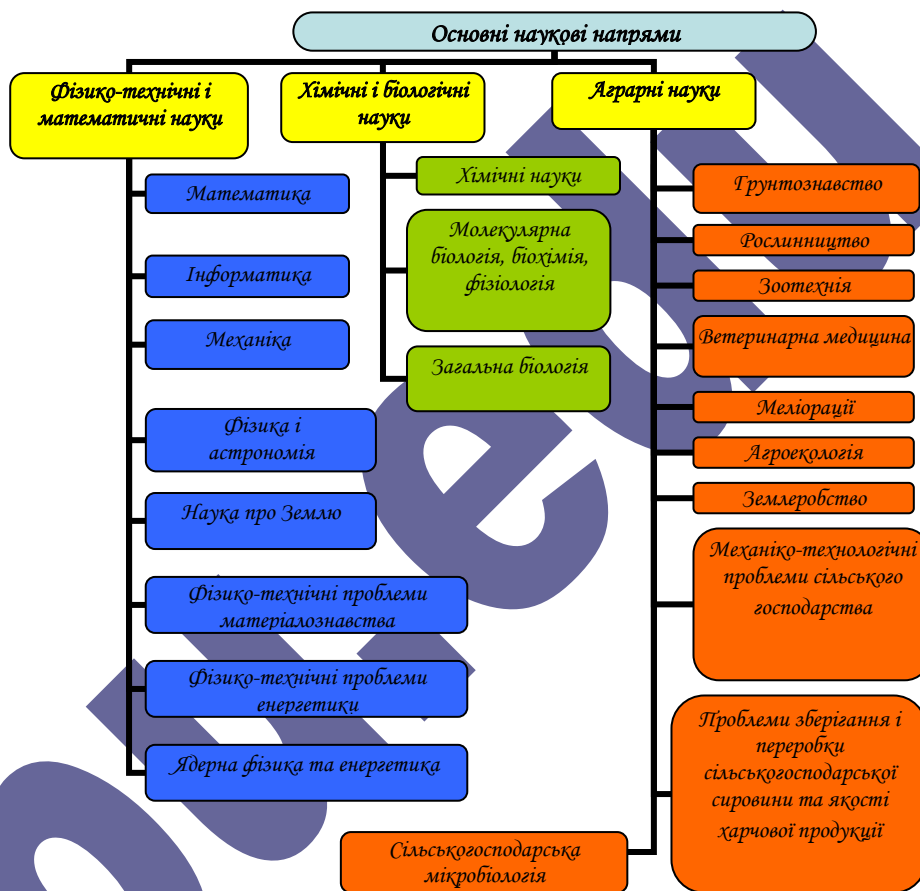 Основні наукові напрями
Фізико-технічні і
математичні науки
Хімічні і біологічні
науки
Аграрні науки
Математика
Інформатика
Механіка
Фізика і
астрономія
Наука про Землю
Фізико-технічні проблеми
матеріалознавства
Фізико-технічні проблеми
енергетики
Ядерна фізика та енергетика
Хімічні науки
Молекулярна
біологія, біохімія,
фізіологія
Загальна біологія
Грунтознавство
Рослинництво
Зоотехнія
Ветеринарна медицина
Меліорації
Агроекологія
Землеробство
Механіко-технологічні
проблеми сільського
господарства
Проблеми зберігання і
переробки
сільськогосподарської
сировини та якості
харчової продукції
Сільськогосподарська
мікробіологія